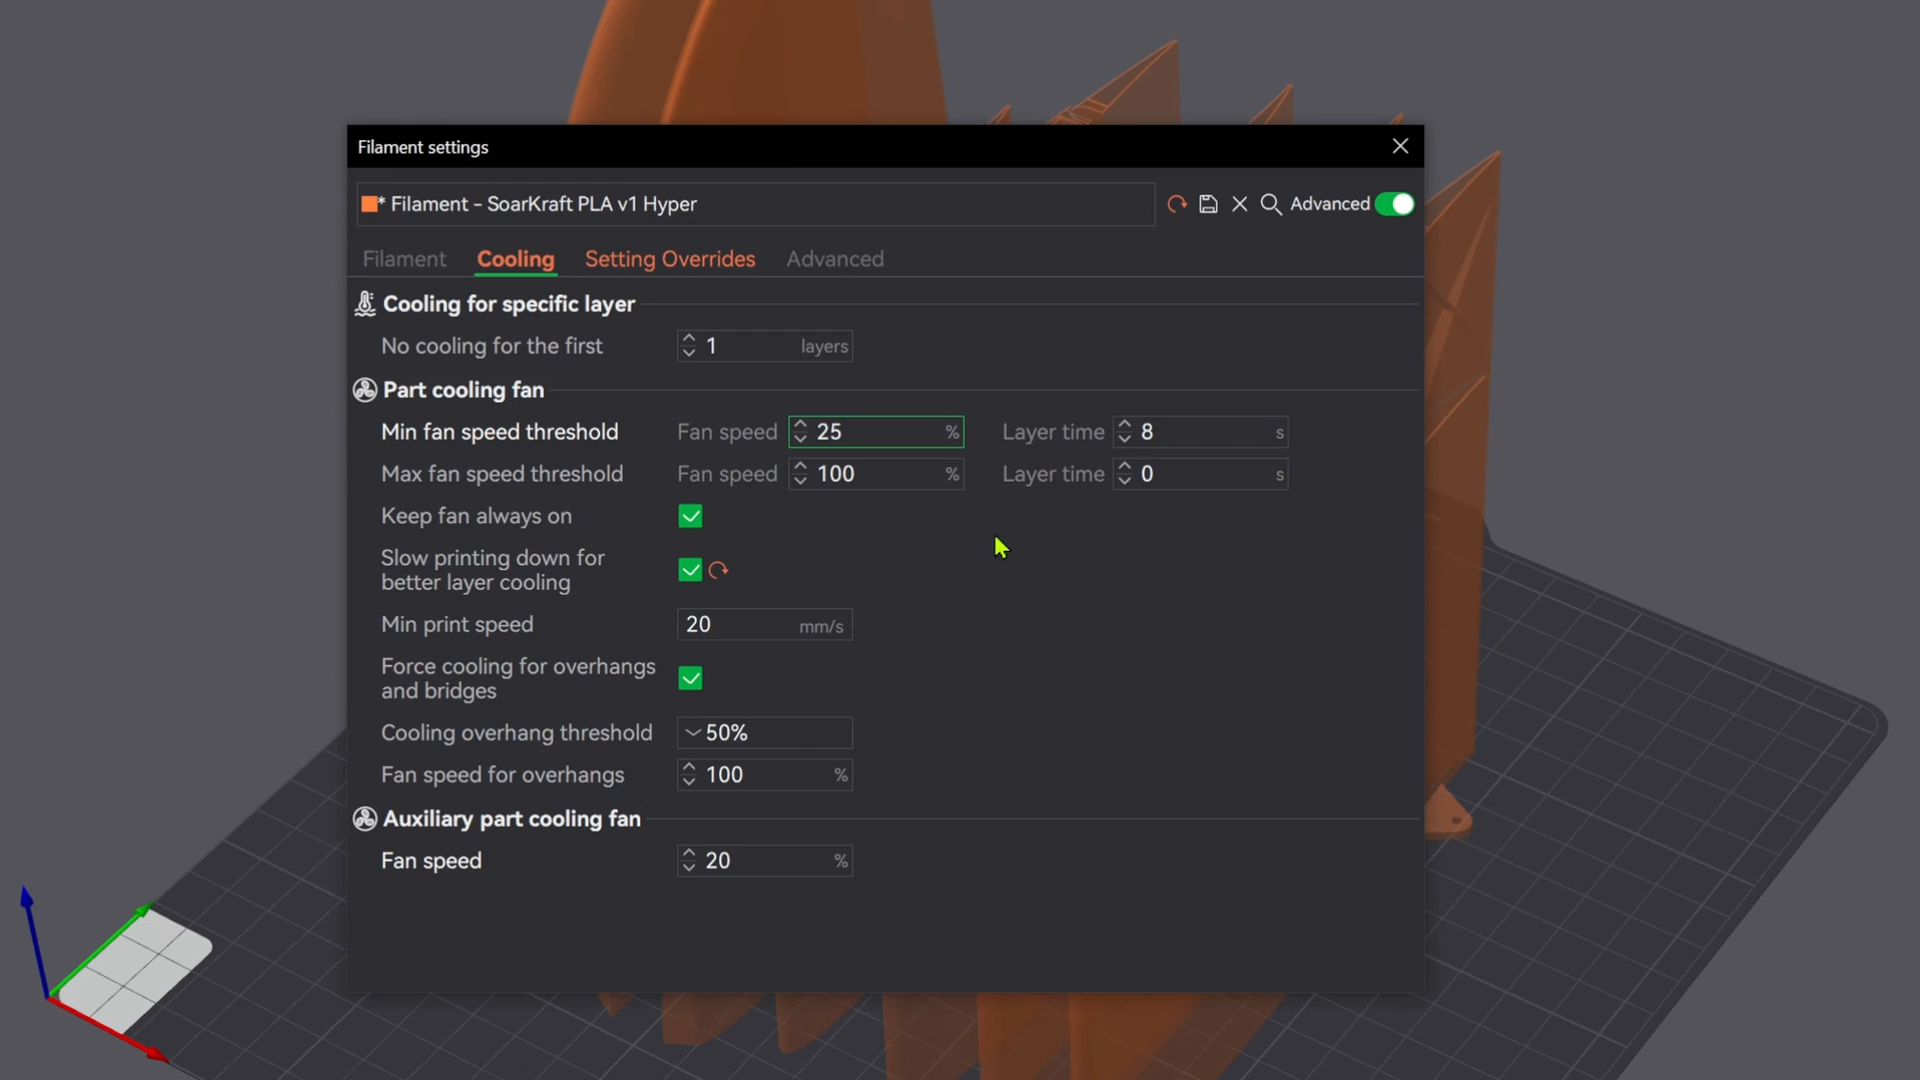 Filament settings
* Filament - SoarKraft PLA v1 Hyper
Advanced
Filament Cooling Setting Overrides Advanced
Cooling for specific layer
No cooling for the first 1 layers
Part cooling fan
Min fan speed threshold Fan speed 25 % Layer time 8 s
Max fan speed threshold Fan speed 100 % Layer time 0 s
Keep fan always on
Slow printing down for
better layer cooling
Min print speed 20 mm/s
Force cooling for overhangs
and bridges
Cooling overhang threshold 50%
Fan speed for overhangs 100 %
Auxiliary part cooling fan
Fan speed 20 %